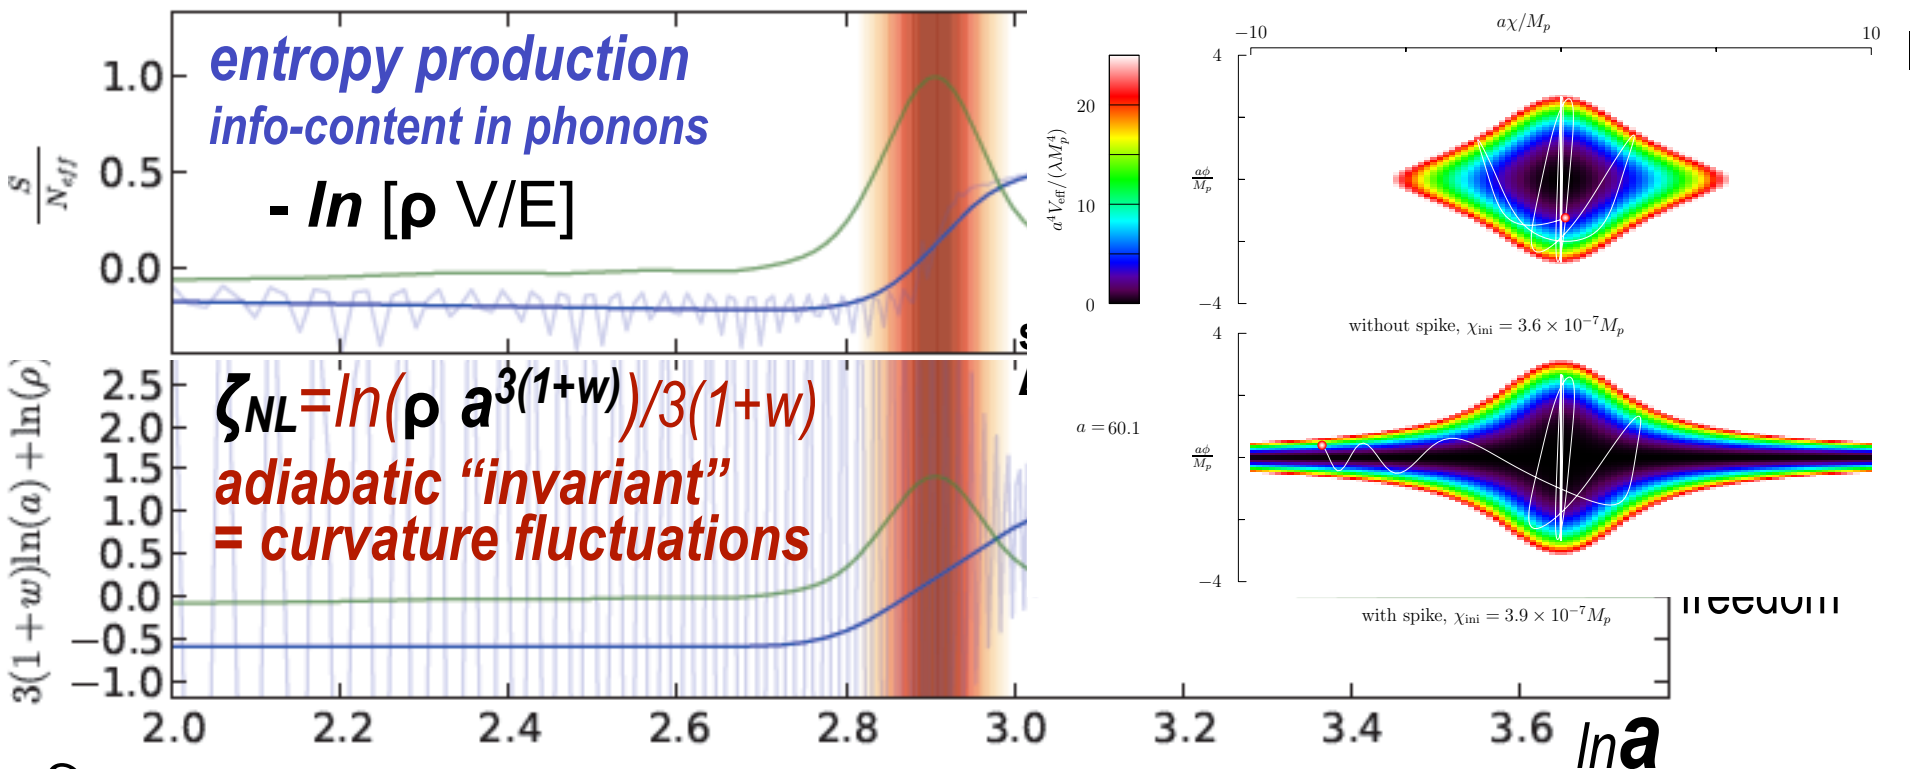 entropy production
info-content in phonons
- ln [ρ V/E]
S/N_eff
1.0
0.5
0.0
ζNL=ln(ρ a^3(1+w))/3(1+w)
adiabatic “invariant”
= curvature fluctuations
3(1+w)ln(a)+ln(ρ)
2.5
2.0
1.5
1.0
0.5
0.0
−0.5
−1.0
2.0 2.2 2.4 2.6 2.8 3.0 3.2 3.4 3.6
lna
aχ/M_p
−10 10
4
aϕ/M_p
−4
a^4V_eff/(λM_p^4)
20
10
0
without spike, χ_ini = 3.6 × 10^−7 M_p
4
a = 60.1
aϕ/M_p
−4
with spike, χ_ini = 3.9 × 10^−7 M_p
freedom